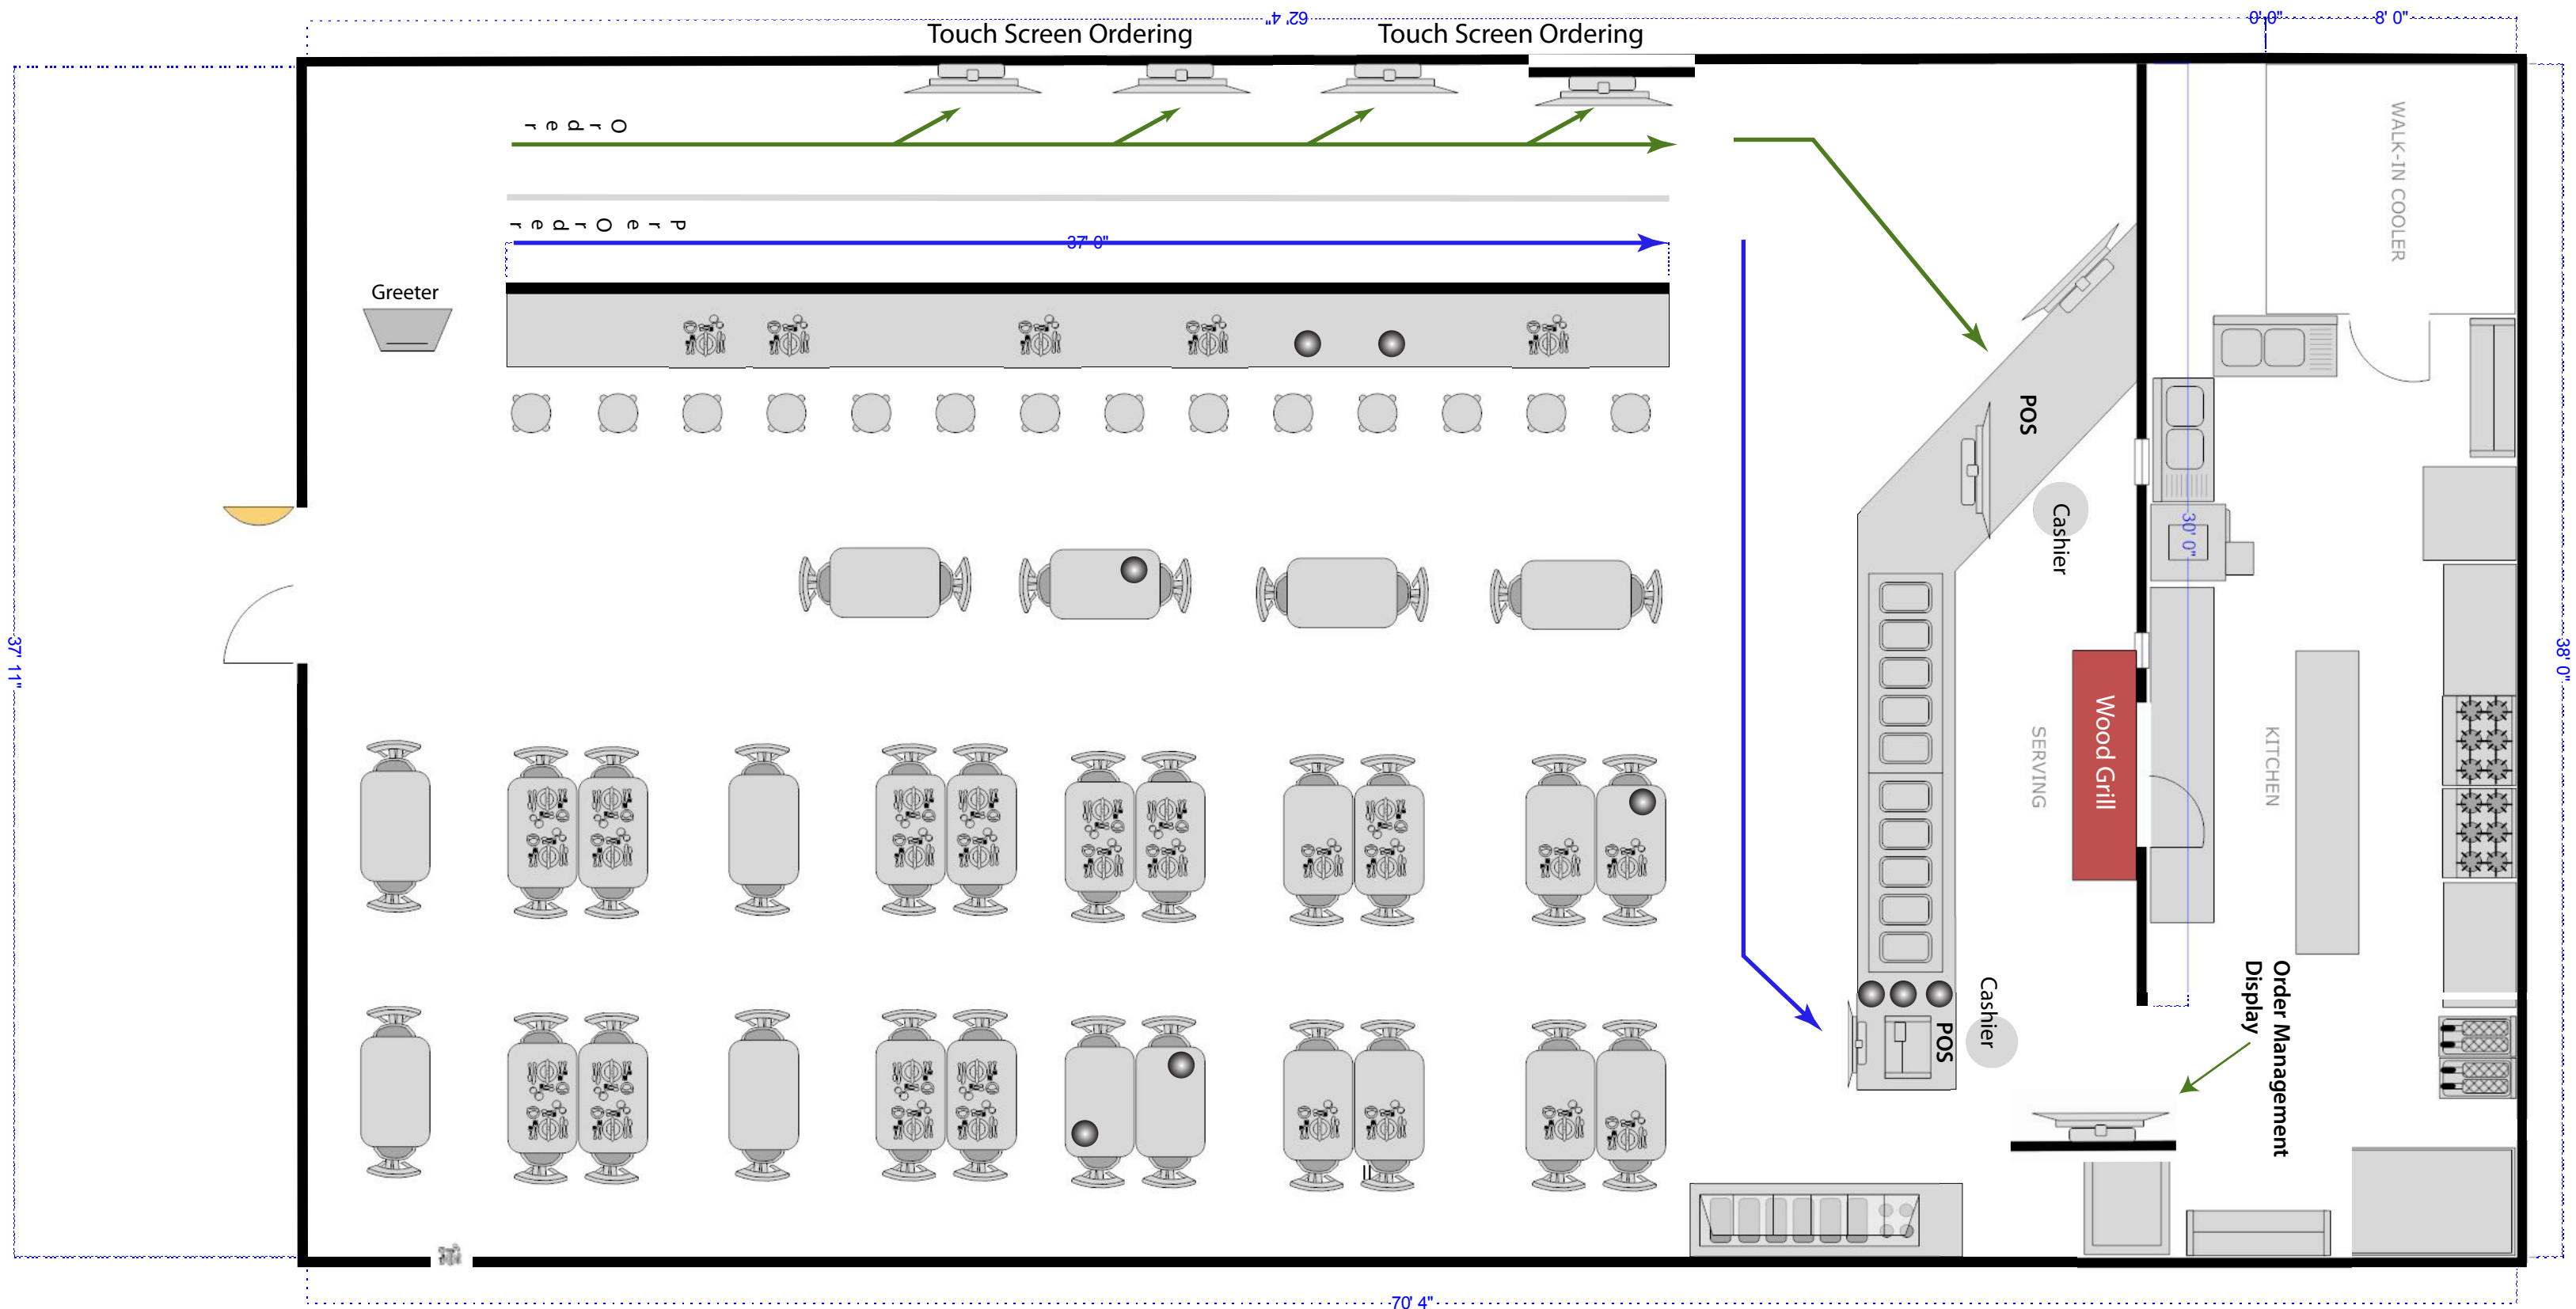 62' 4"
0' 0"
8' 0"
Touch Screen Ordering
Touch Screen Ordering
Order
PreOrder
37' 0"
Greeter
WALK-IN COOLER
POS
Cashier
30' 0"
37' 11"
38' 0"
SERVING
Wood Grill
KITCHEN
Order Management
Display
Cashier
POS
70' 4"